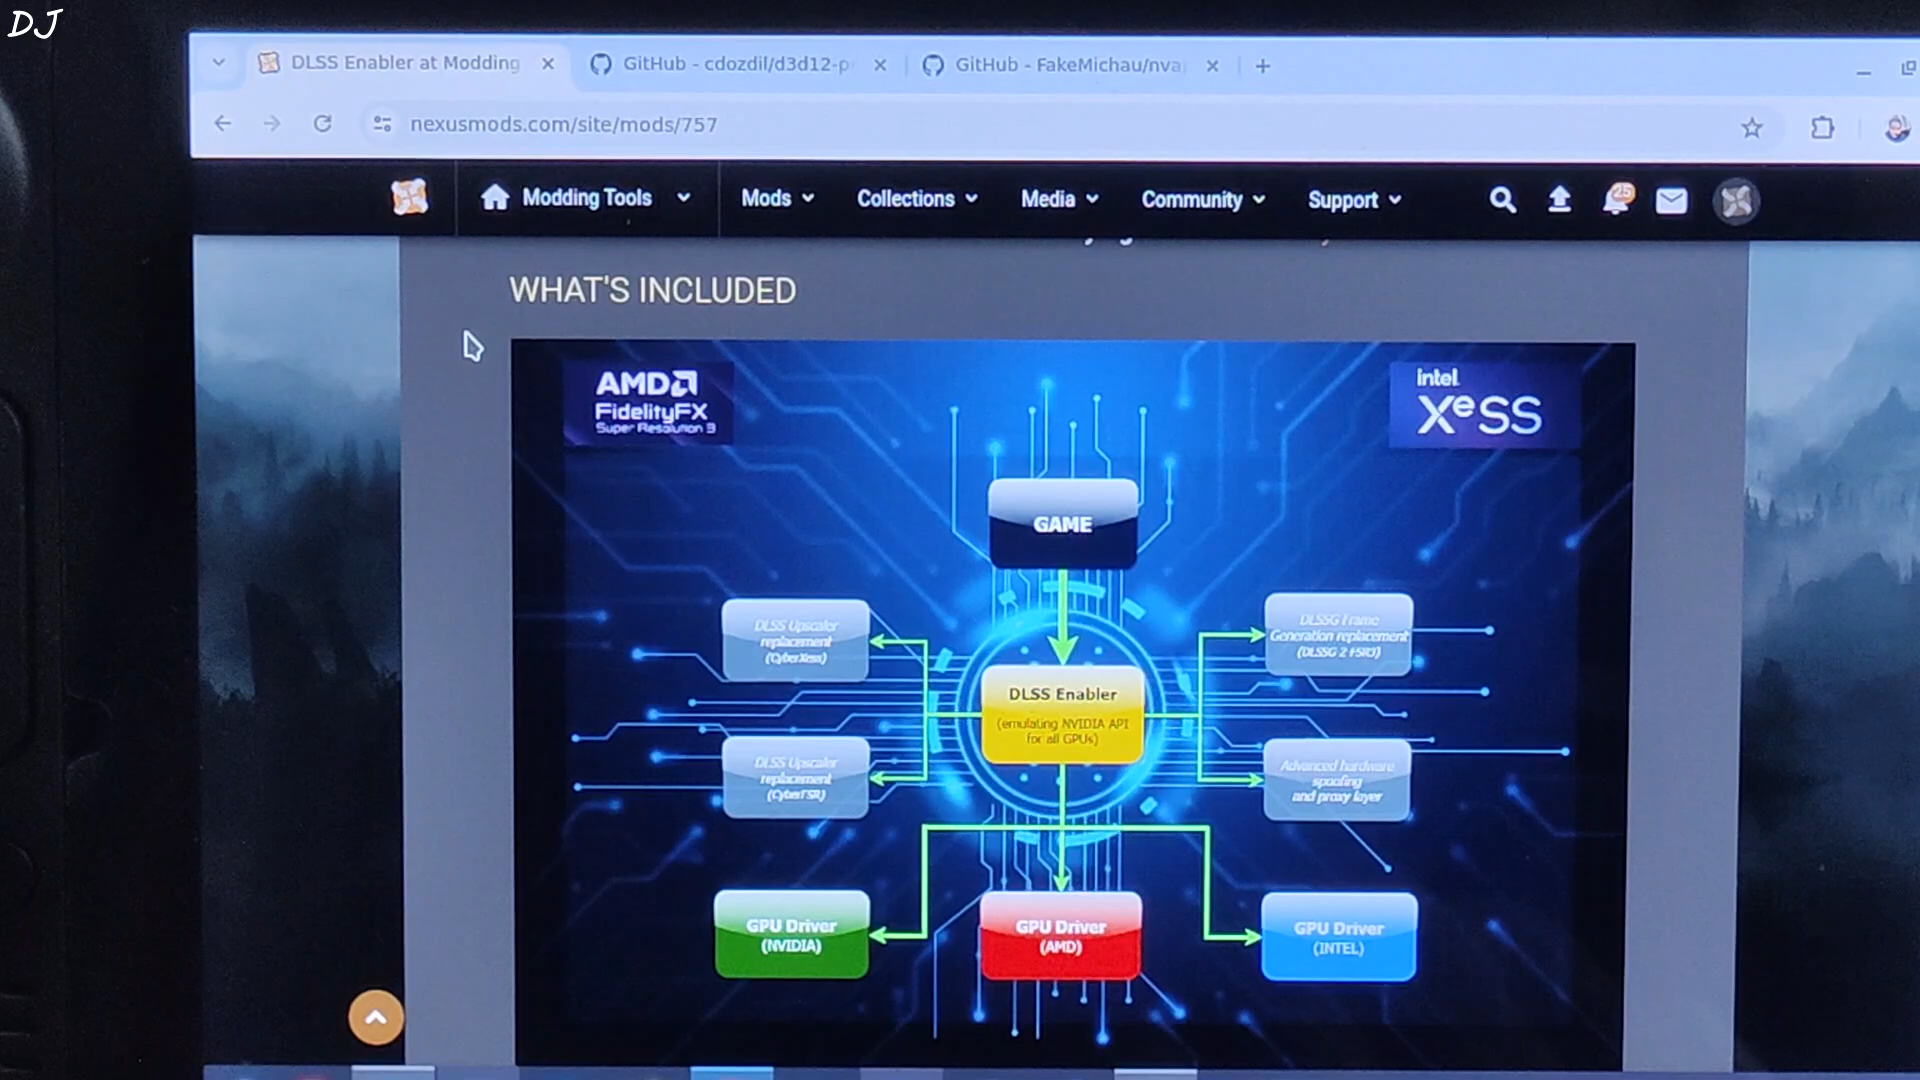 DJ
DLSS Enabler at Modding
GitHub - cdozdil/d3d12-p
GitHub - FakeMichau/nva
nexusmods.com/site/mods/757
Modding Tools
Mods
Collections
Media
Community
Support
25
WHAT'S INCLUDED
AMD
FidelityFX
Super Resolution 3
intel
XeSS
GAME
DLSS Upscaler
replacement
(CyberXess)
DLSSG Frame
Generation replacement
(DLSSG 2 FSR3)
DLSS Enabler
(emulating NVIDIA API
for all GPUs)
DLSS Upscaler
replacement
(CyberFSR)
Advanced hardware
spoofing
and proxy layer
GPU Driver
(NVIDIA)
GPU Driver
(AMD)
GPU Driver
(INTEL)